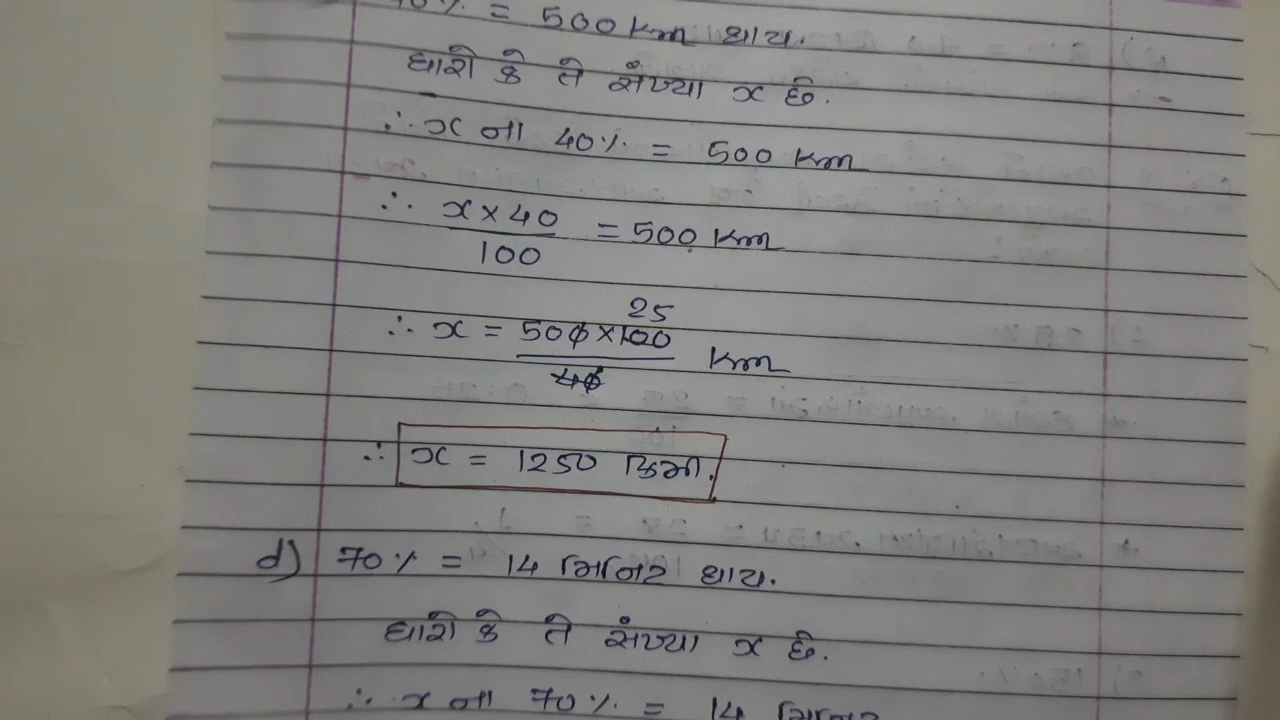 40% = 500 km થાય.
ધારો કે તે સંખ્યા x છે.
∴ x ના 40% = 500 km
∴ x × 40 / 100 = 500 km
25
∴ x = 500 × 100 / 40 km
∴ x = 1250 કિમી.
d) 70% = 14 મિનિટ થાય.
ધારો કે તે સંખ્યા x છે.
∴ x ના 70% = 14 મિનિટ